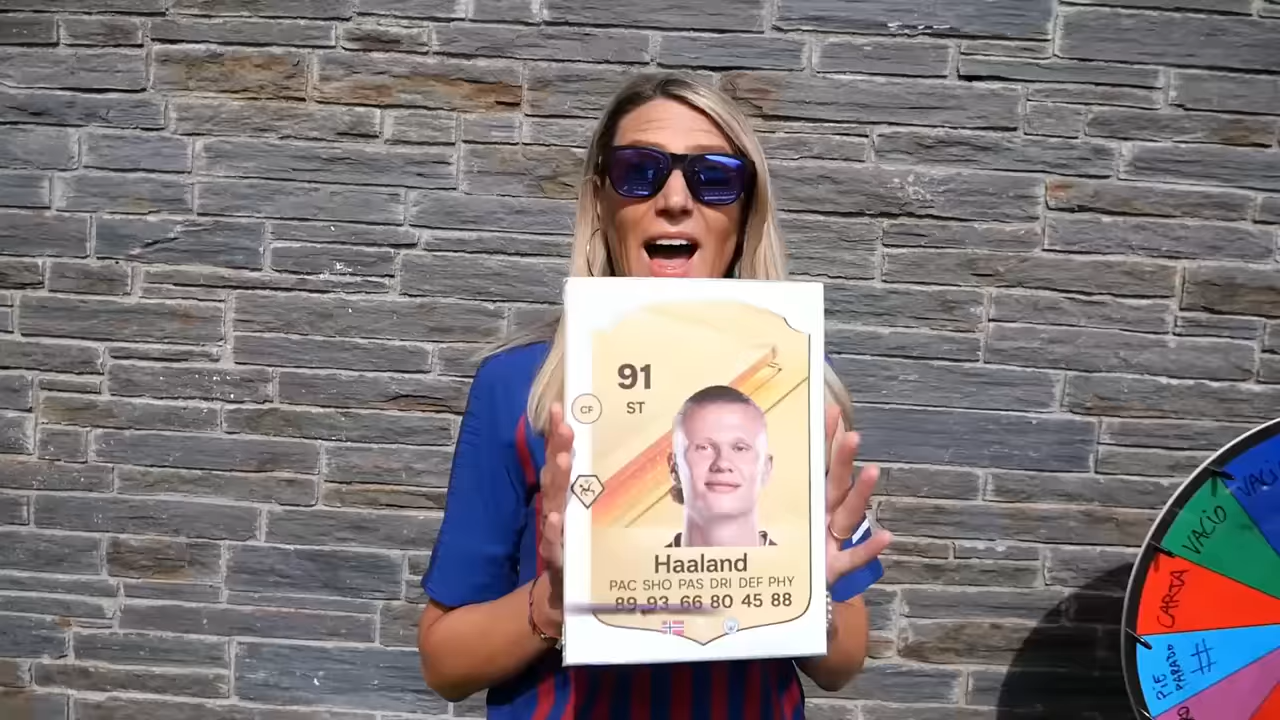 91
ST
CF
Haaland
PAC SHO PAS DRI DEF PHY
89 93 66 80 45 88
VACÍO
VACIO
CARTA
PIE
PARADO
#